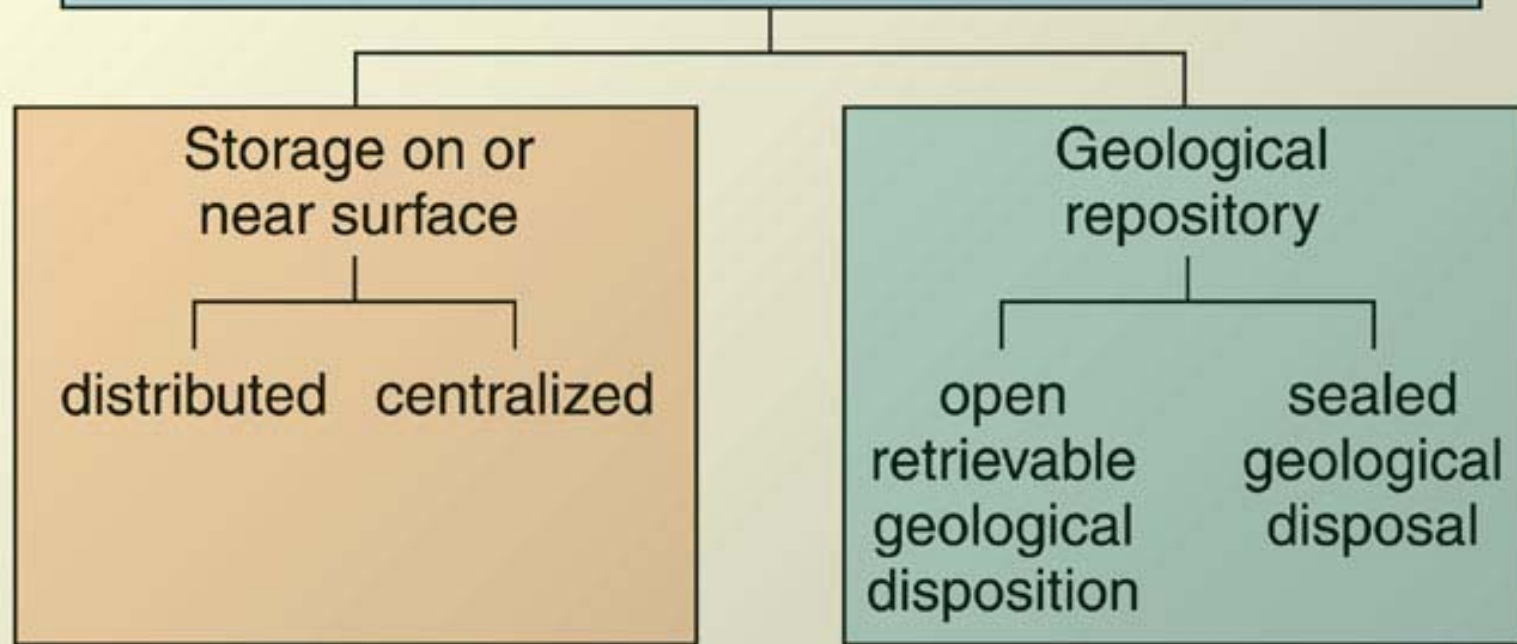 Storage on or
near surface
distributed centralized
Geological
repository
open
retrievable
geological
disposition
sealed
geological
disposal